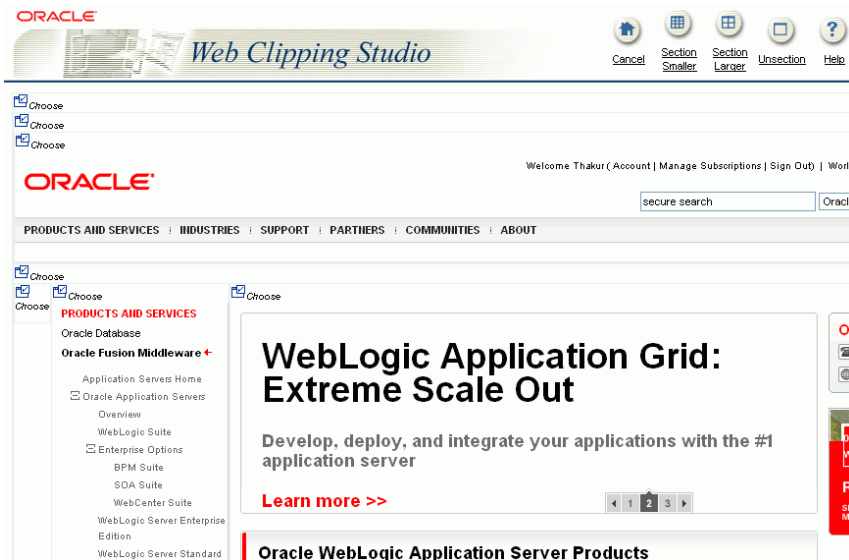 ORACLE
Web Clipping Studio
Cancel
Section Smaller
Section Larger
Unsection
Help
Choose
Choose
Choose
Welcome Thakur ( Account | Manage Subscriptions | Sign Out) |
ORACLE
secure search
PRODUCTS AND SERVICES
INDUSTRIES
SUPPORT
PARTNERS
COMMUNITIES
ABOUT
Choose
Choose
Choose
Choose
PRODUCTS AND SERVICES
Oracle Database
Oracle Fusion Middleware
Application Servers Home
Oracle Application Servers
Overview
WebLogic Suite
Enterprise Options
BPM Suite
SOA Suite
WebCenter Suite
WebLogic Server Enterprise
Edition
WebLogic Server Standard
WebLogic Application Grid:
Extreme Scale Out
Develop, deploy, and integrate your applications with the #1
application server
Learn more >>
1 2 3
Oracle WebLogic Application Server Products